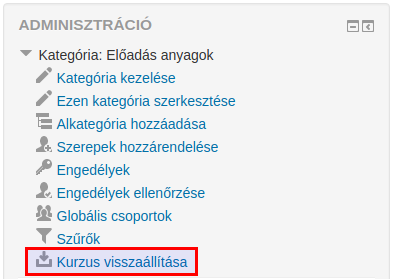 ADMINISZTRÁCIÓ
Kategória: Előadás anyagok
Kategória kezelése
Ezen kategória szerkesztése
Alkategória hozzáadása
Szerepek hozzárendelése
Engedélyek
Engedélyek ellenőrzése
Globális csoportok
Szűrők
Kurzus visszaállítása